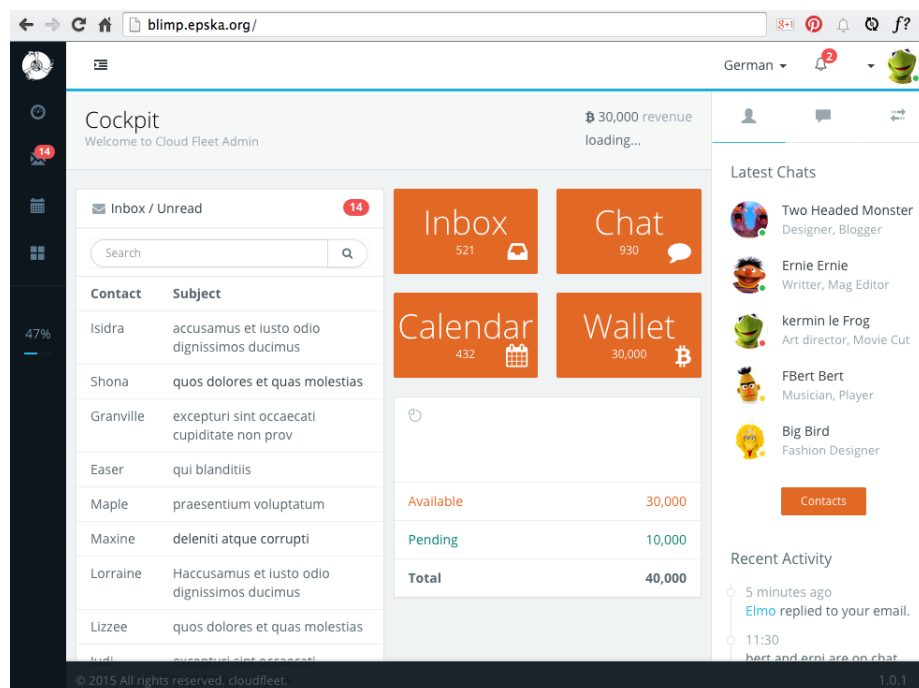 blimp.epska.org/
8+1
f?
German
2
14
47%
Cockpit
Welcome to Cloud Fleet Admin
30,000 revenue
loading...
Inbox / Unread
14
Search
Contact Subject
Isidra accusamus et iusto odio
dignissimos ducimus
Shona quos dolores et quas molestias
Granville excepturi sint occaecati
cupiditate non prov
Easer qui blanditiis
Maple praesentium voluptatum
Maxine deleniti atque corrupti
Lorraine Haccusamus et iusto odio
dignissimos ducimus
Lizzee quos dolores et quas molestias
Inbox
521
Chat
930
Calendar
432
Wallet
30,000
Available 30,000
Pending 10,000
Total 40,000
Latest Chats
Two Headed Monster
Designer, Blogger
Ernie Ernie
Writter, Mag Editor
kermin le Frog
Art director, Movie Cut
FBert Bert
Musician, Player
Big Bird
Fashion Designer
Contacts
Recent Activity
5 minutes ago
Elmo replied to your email.
11:30
bert and erni are on chat
© 2015 All rights reserved. cloudfleet.
1.0.1